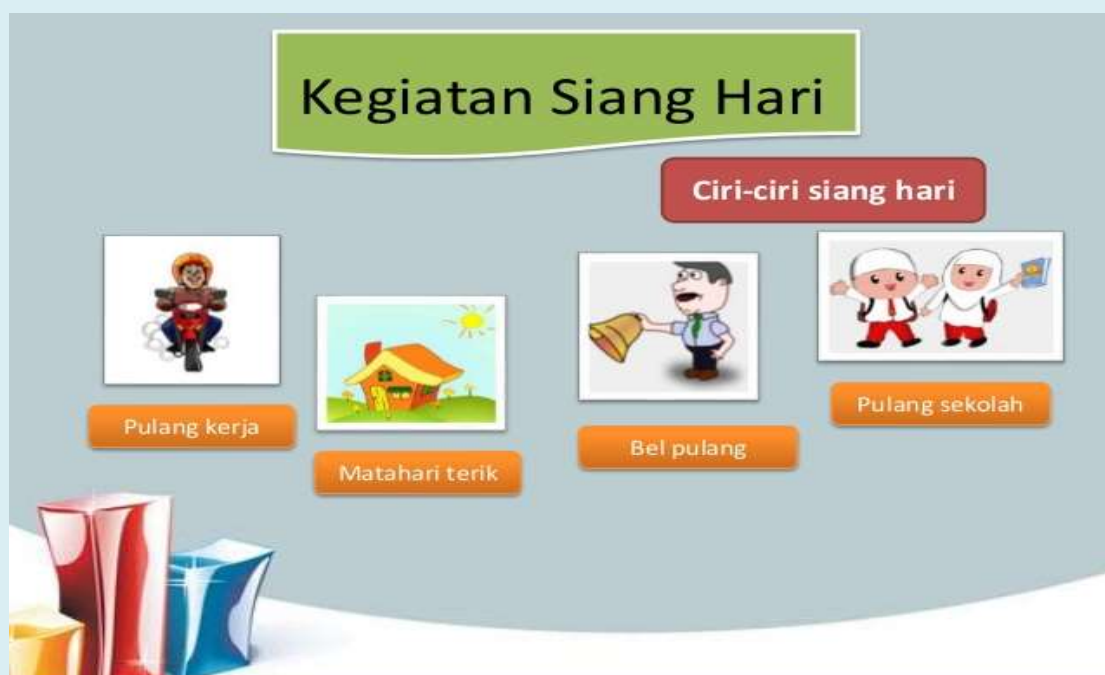 Kegiatan Siang Hari
Ciri-ciri siang hari
Pulang kerja
Matahari terik
Bel pulang
Pulang sekolah